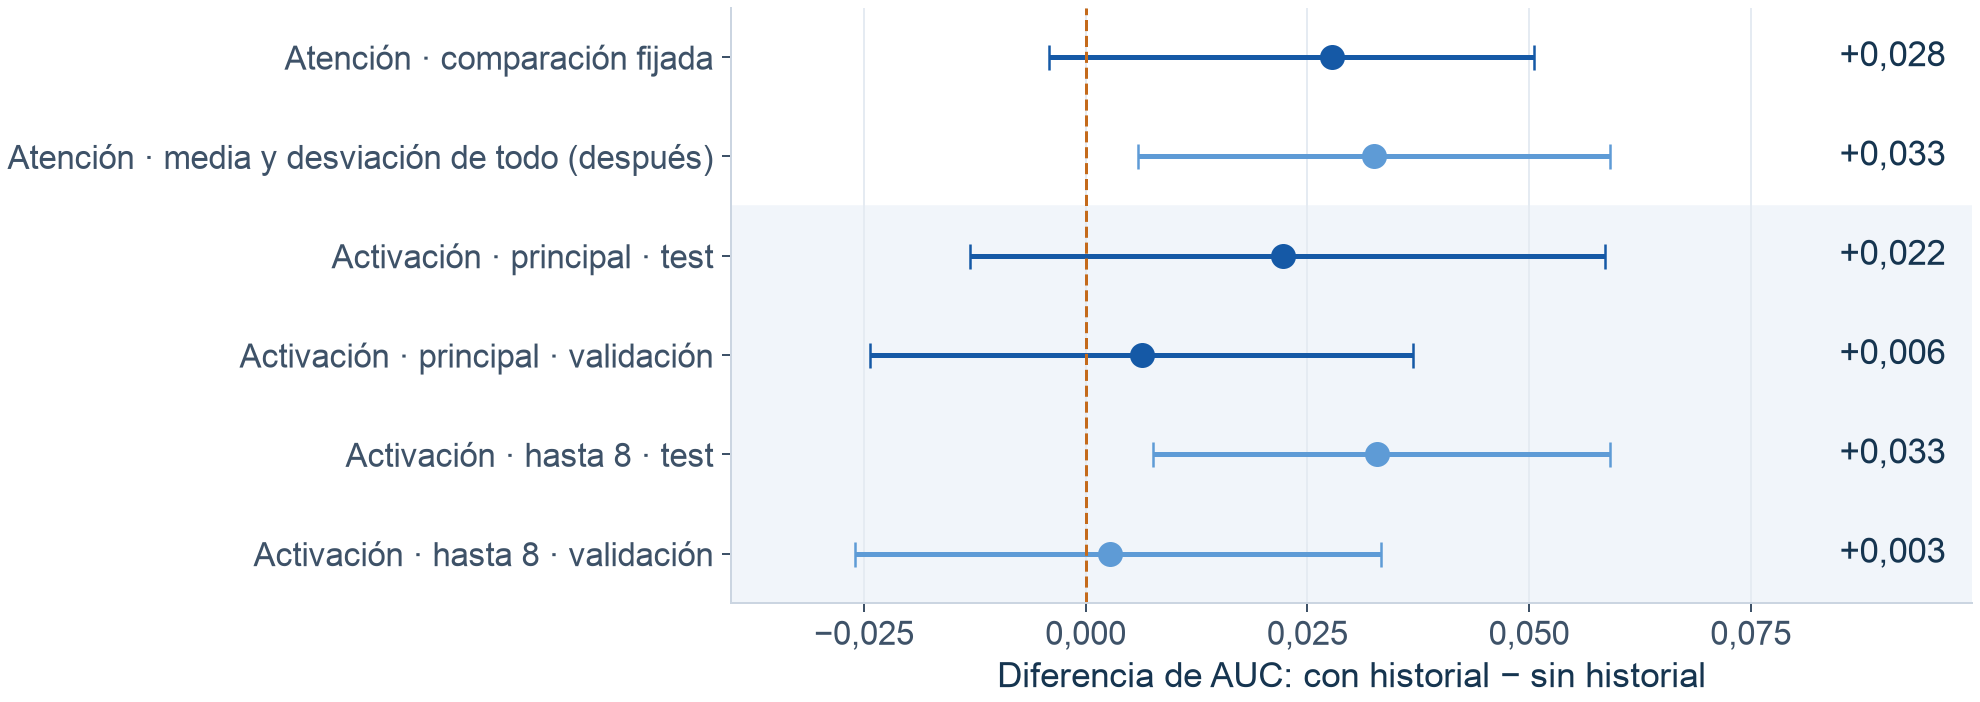 Atención · comparación fijada +0,028
Atención · media y desviación de todo (después) +0,033
Activación · principal · test +0,022
Activación · principal · validación +0,006
Activación · hasta 8 · test +0,033
Activación · hasta 8 · validación +0,003
−0,025 0,000 0,025 0,050 0,075
Diferencia de AUC: con historial − sin historial